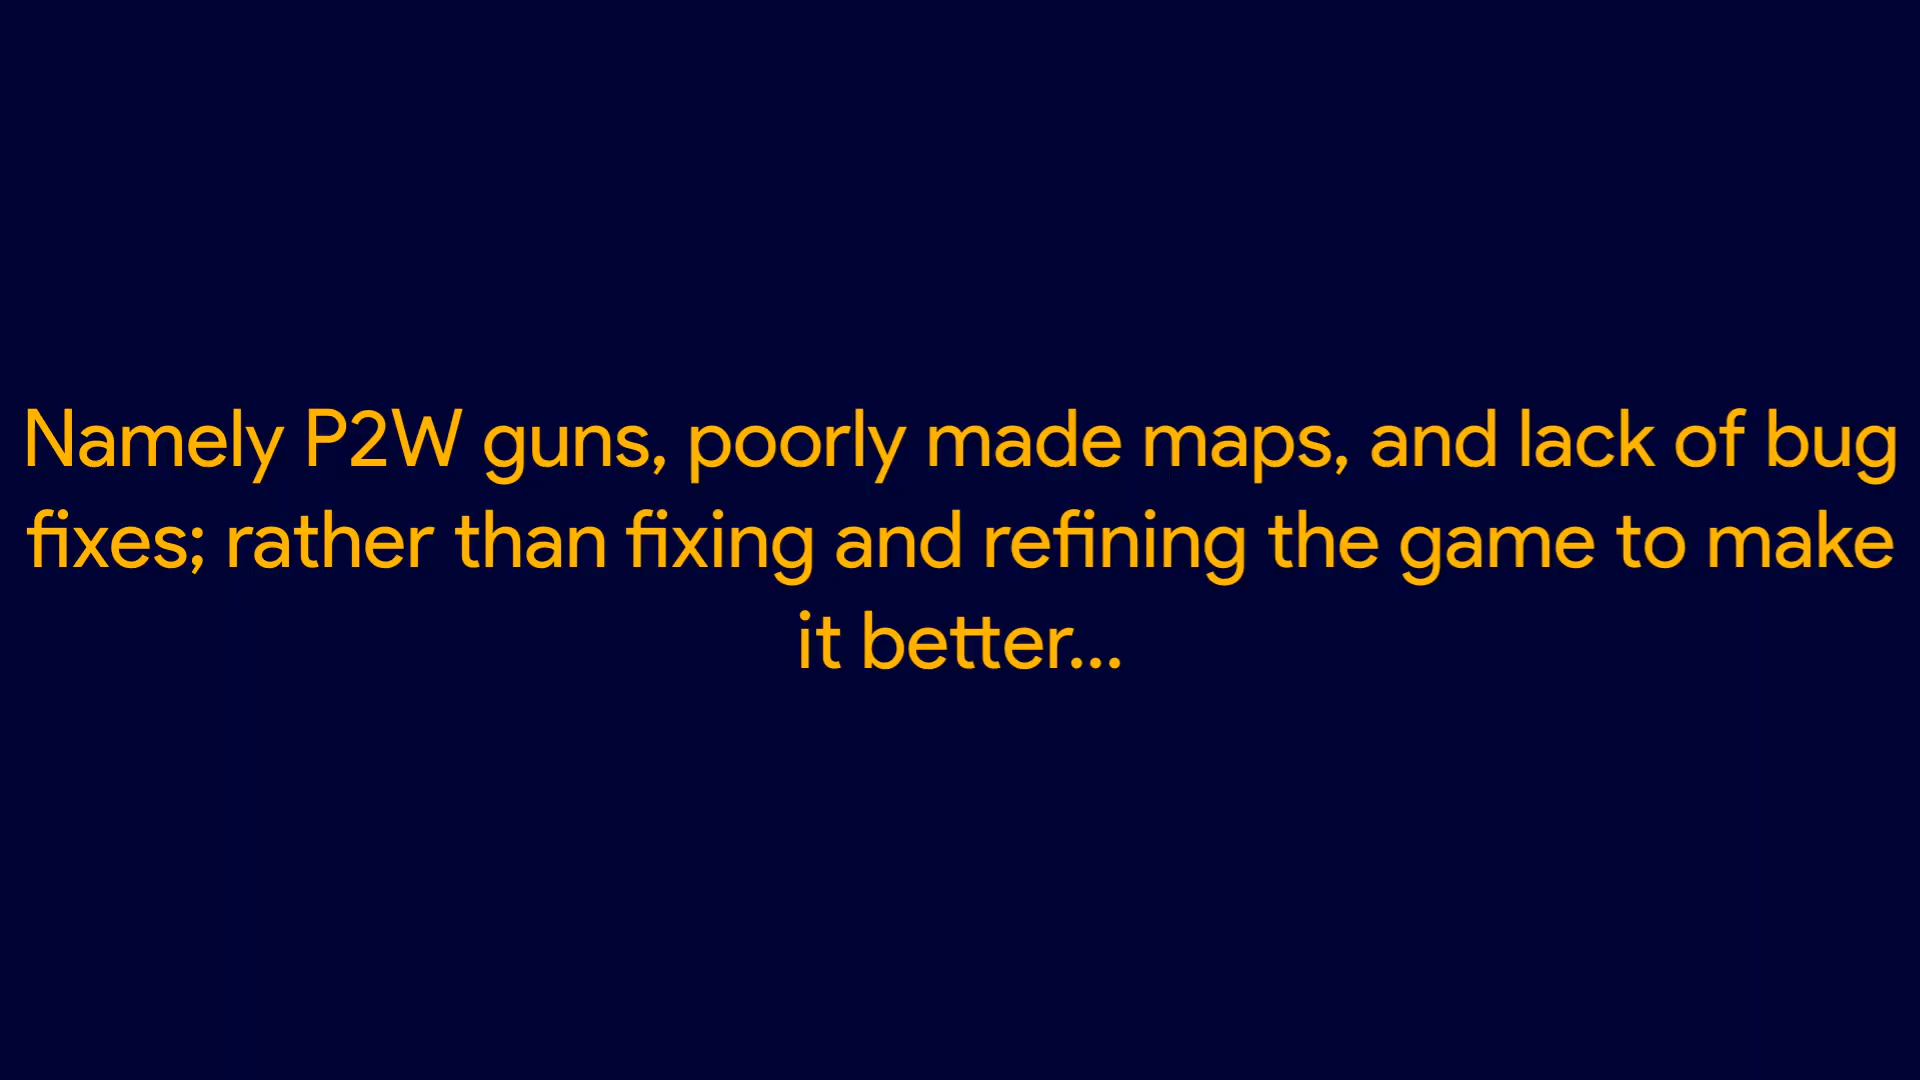 Namely P2W guns, poorly made maps, and lack of bug
fixes; rather than fixing and refining the game to make
it better...